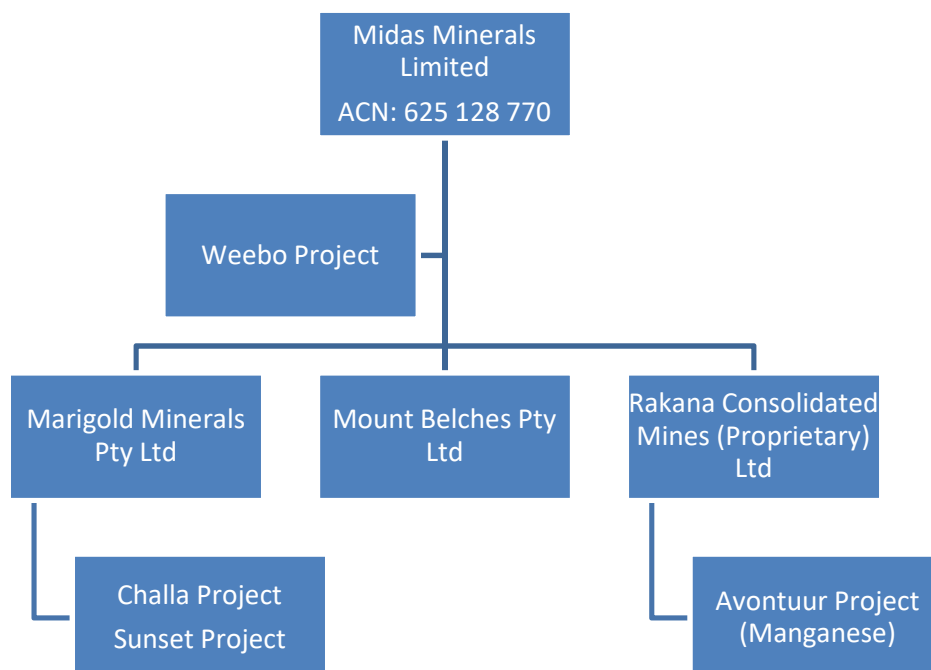 Midas Minerals
Limited
ACN: 625 128 770
Weebo Project
Marigold Minerals
Pty Ltd
Mount Belches Pty
Ltd
Rakana Consolidated
Mines (Proprietary)
Ltd
Challa Project
Sunset Project
Avontuur Project
(Manganese)